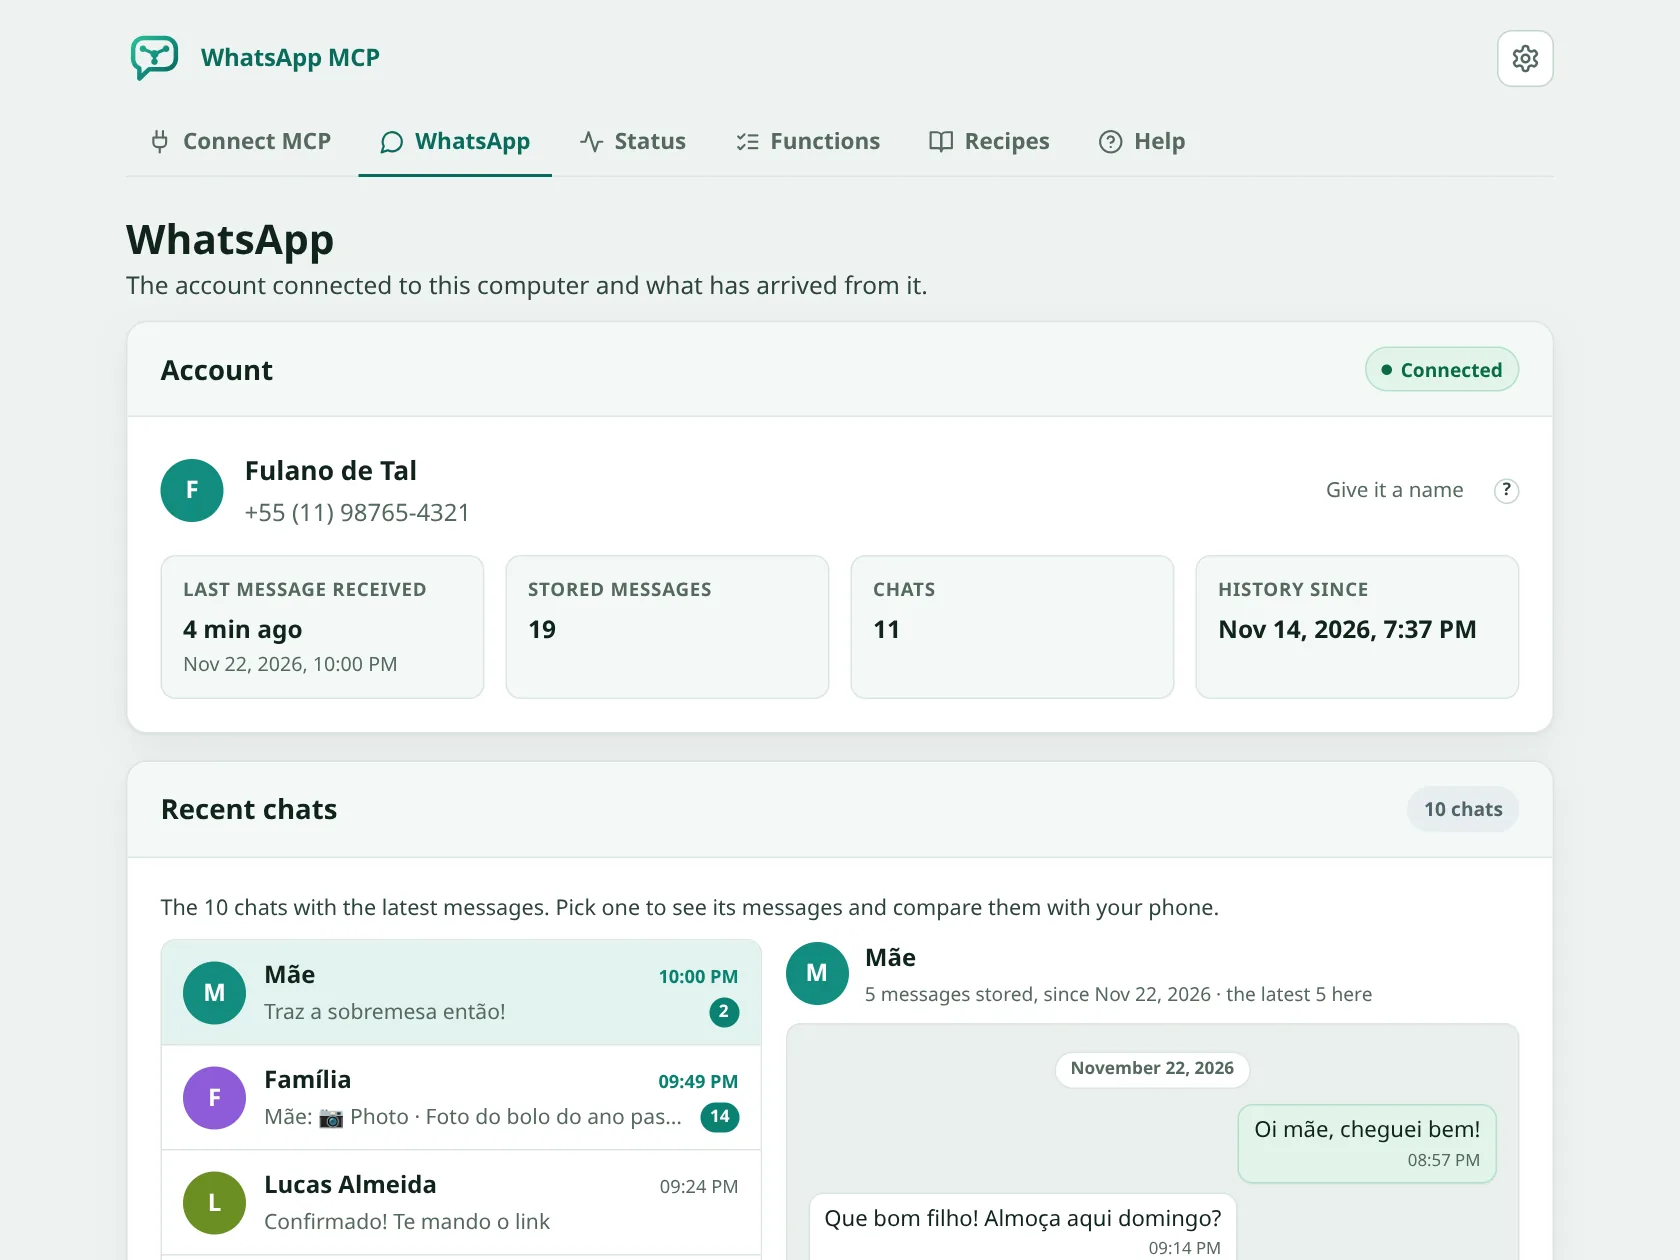 WhatsApp MCP
Connect MCP
WhatsApp
Status
Functions
Recipes
Help
WhatsApp
The account connected to this computer and what has arrived from it.
Account
Connected
F
Fulano de Tal
+55 (11) 98765-4321
Give it a name
?
LAST MESSAGE RECEIVED
4 min ago
Nov 22, 2026, 10:00 PM
STORED MESSAGES
19
CHATS
11
HISTORY SINCE
Nov 14, 2026, 7:37 PM
Recent chats
10 chats
The 10 chats with the latest messages. Pick one to see its messages and compare them with your phone.
M
Mãe
10:00 PM
Traz a sobremesa então!
2
F
Família
09:49 PM
Mãe: 📷 Photo · Foto do bolo do ano pas...
14
L
Lucas Almeida
09:24 PM
Confirmado! Te mando o link
M
Mãe
5 messages stored, since Nov 22, 2026 · the latest 5 here
November 22, 2026
Oi mãe, cheguei bem!
08:57 PM
Que bom filho! Almoça aqui domingo?
09:14 PM